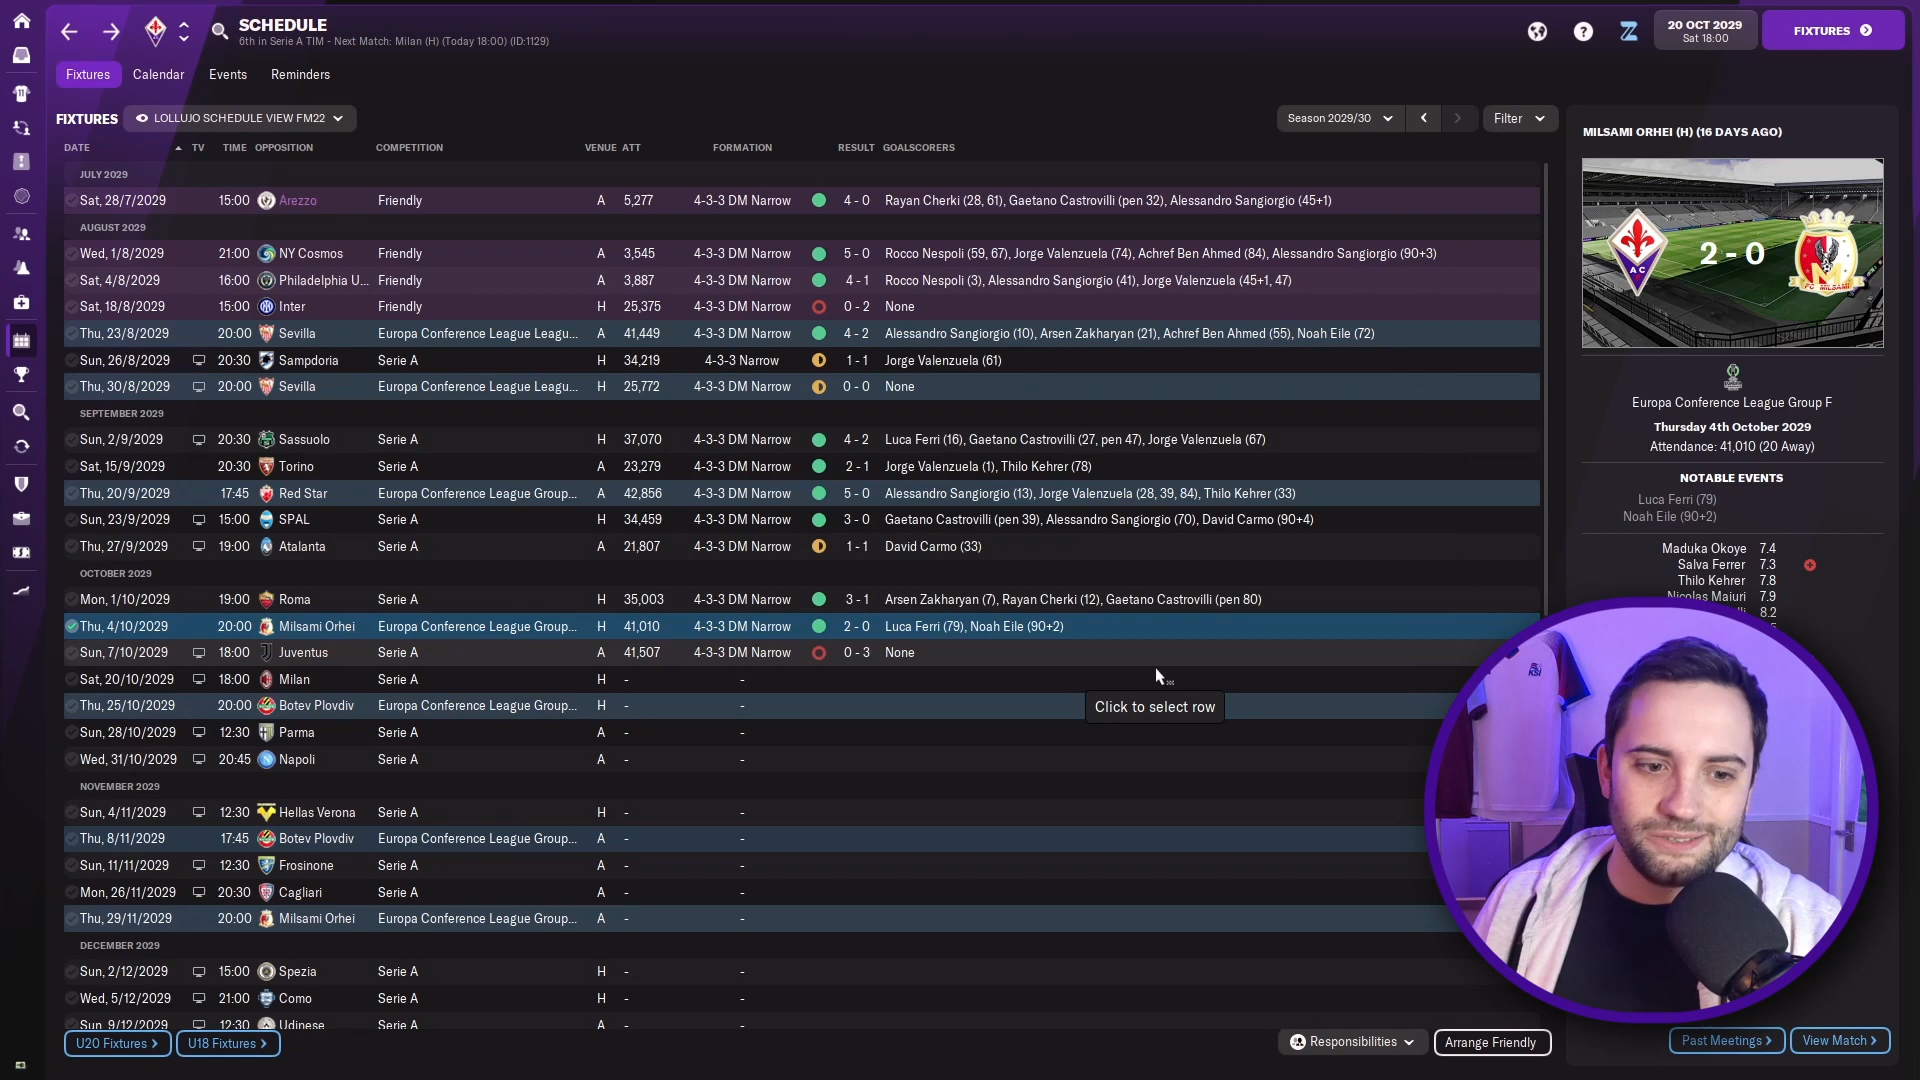 SCHEDULE
6th in Serie A TIM - Next Match: Milan (H) (Today 18:00) (ID:1129)
20 OCT 2029
Sat 18:00
FIXTURES
Fixtures Calendar Events Reminders
FIXTURES LOLLUJO SCHEDULE VIEW FM22 Season 2029/30 Filter
DATE TV TIME OPPOSITION COMPETITION VENUE ATT FORMATION RESULT GOALSCORERS
JULY 2029
Sat, 28/7/2029 15:00 Arezzo Friendly A 5,277 4-3-3 DM Narrow 4 - 0 Rayan Cherki (28, 61), Gaetano Castrovilli (pen 32), Alessandro Sangiorgio (45+1)
AUGUST 2029
Wed, 1/8/2029 21:00 NY Cosmos Friendly A 3,545 4-3-3 DM Narrow 5 - 0 Rocco Nespoli (59, 67), Jorge Valenzuela (74), Achref Ben Ahmed (84), Alessandro Sangiorgio (90+3)
Sat, 4/8/2029 16:00 Philadelphia U... Friendly A 3,887 4-3-3 DM Narrow 4 - 1 Rocco Nespoli (3), Alessandro Sangiorgio (41), Jorge Valenzuela (45+1, 47)
Sat, 18/8/2029 15:00 Inter Friendly H 25,375 4-3-3 DM Narrow 0 - 2 None
Thu, 23/8/2029 20:00 Sevilla Europa Conference League Leagu... A 41,449 4-3-3 DM Narrow 4 - 2 Alessandro Sangiorgio (10), Arsen Zakharyan (21), Achref Ben Ahmed (55), Noah Eile (72)
Sun, 26/8/2029 20:30 Sampdoria Serie A H 34,219 4-3-3 Narrow 1 - 1 Jorge Valenzuela (61)
Thu, 30/8/2029 20:00 Sevilla Europa Conference League Leagu... H 25,772 4-3-3 DM Narrow 0 - 0 None
SEPTEMBER 2029
Sun, 2/9/2029 20:30 Sassuolo Serie A H 37,070 4-3-3 DM Narrow 4 - 2 Luca Ferri (16), Gaetano Castrovilli (27, pen 47), Jorge Valenzuela (67)
Sat, 15/9/2029 20:30 Torino Serie A A 23,279 4-3-3 DM Narrow 2 - 1 Jorge Valenzuela (1), Thilo Kehrer (78)
Thu, 20/9/2029 17:45 Red Star Europa Conference League Group... A 42,856 4-3-3 DM Narrow 5 - 0 Alessandro Sangiorgio (13), Jorge Valenzuela (28, 39, 84), Thilo Kehrer (33)
Sun, 23/9/2029 15:00 SPAL Serie A H 34,459 4-3-3 DM Narrow 3 - 0 Gaetano Castrovilli (pen 39), Alessandro Sangiorgio (70), David Carmo (90+4)
Thu, 27/9/2029 19:00 Atalanta Serie A A 21,807 4-3-3 DM Narrow 1 - 1 David Carmo (33)
OCTOBER 2029
Mon, 1/10/2029 19:00 Roma Serie A H 35,003 4-3-3 DM Narrow 3 - 1 Arsen Zakharyan (7), Rayan Cherki (12), Gaetano Castrovilli (pen 80)
Thu, 4/10/2029 20:00 Milsami Orhei Europa Conference League Group... H 41,010 4-3-3 DM Narrow 2 - 0 Luca Ferri (79), Noah Eile (90+2)
Sun, 7/10/2029 18:00 Juventus Serie A A 41,507 4-3-3 DM Narrow 0 - 3 None
Sat, 20/10/2029 18:00 Milan Serie A H - -
Thu, 25/10/2029 20:00 Botev Plovdiv Europa Conference League Group... H - -
Click to select row
Sun, 28/10/2029 12:30 Parma Serie A A - -
Wed, 31/10/2029 20:45 Napoli Serie A A - -
NOVEMBER 2029
Sun, 4/11/2029 12:30 Hellas Verona Serie A H - -
Thu, 8/11/2029 17:45 Botev Plovdiv Europa Conference League Group... A - -
Sun, 11/11/2029 12:30 Frosinone Serie A A - -
Mon, 26/11/2029 20:30 Cagliari Serie A A - -
Thu, 29/11/2029 20:00 Milsami Orhei Europa Conference League Group... A - -
DECEMBER 2029
Sun, 2/12/2029 15:00 Spezia Serie A H - -
Wed, 5/12/2029 21:00 Como Serie A H - -
Sun, 9/12/2029 12:30 Udinese Serie A A - -
U20 Fixtures U18 Fixtures Responsibilities Arrange Friendly
MILSAMI ORHEI (H) (16 DAYS AGO)
AC
2 - 0
FC MILSAMI
Europa Conference League Group F
Thursday 4th October 2029
Attendance: 41,010 (20 Away)
NOTABLE EVENTS
Luca Ferri (79)
Noah Eile (90+2)
Maduka Okoye 7.4
Salva Ferrer 7.3
Thilo Kehrer 7.8
Nicolas Maiuri 7.9
8.2
KSI
Past Meetings View Match